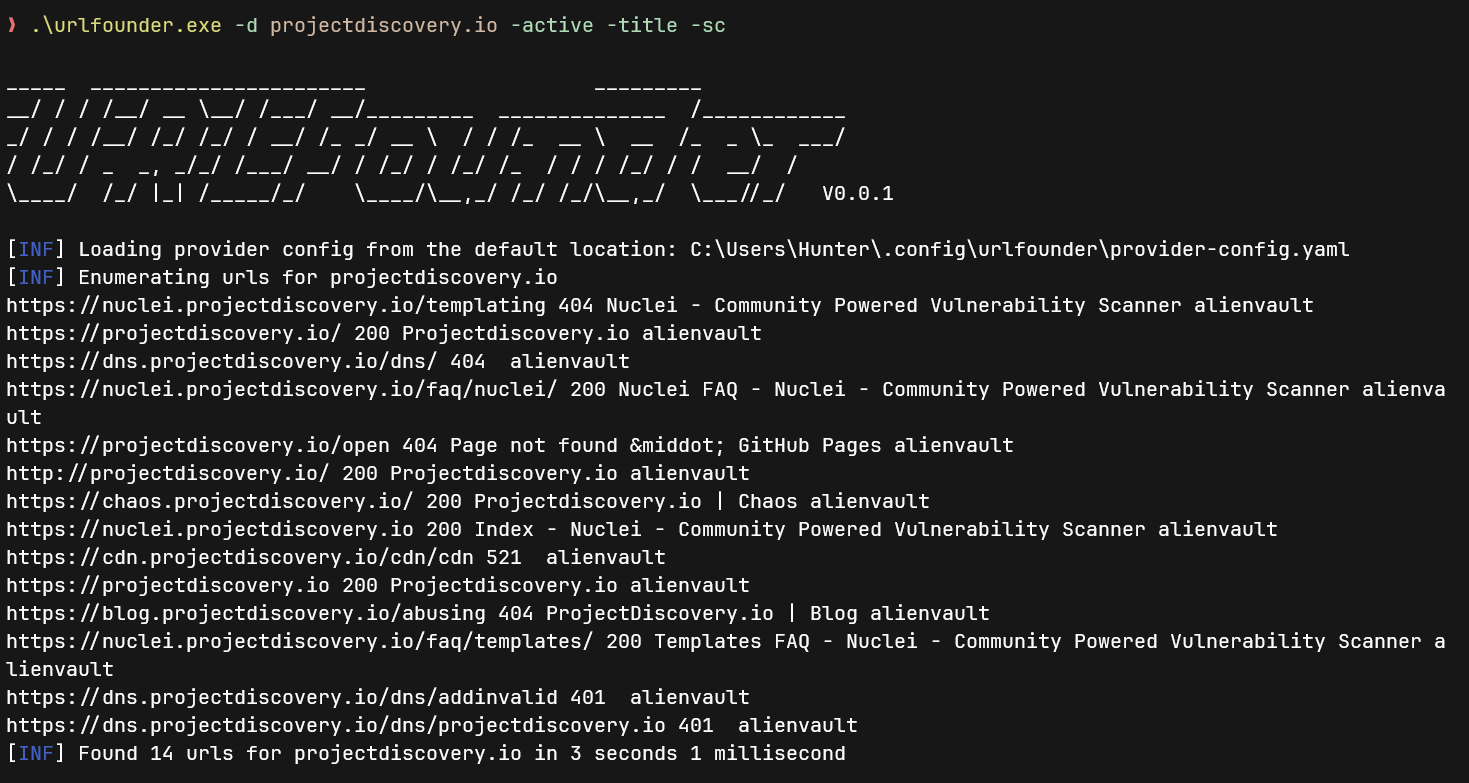 ❯ .\urlfounder.exe -d projectdiscovery.io -active -title -sc
_____  _______________________                   _________
__/ / / /__/ __ \__/ /___/ __/_________  ______________  /____________
_/ / / /__/ /_/ /_/ / __/ /_ _/ __ \  / / /_  __ \  __  /_  _ \_  ___/
/ /_/ / _  _, _/_/ /___/ __/ / /_/ / /_/ /_  / / / /_/ / /  __/  /
\____/  /_/ |_| /_____/_/    \____/\__,_/ /_/ /_/\__,_/  \___//_/   V0.0.1
[INF] Loading provider config from the default location: C:\Users\Hunter\.config\urlfounder\provider-config.yaml
[INF] Enumerating urls for projectdiscovery.io
https://nuclei.projectdiscovery.io/templating 404 Nuclei - Community Powered Vulnerability Scanner alienvault
https://projectdiscovery.io/ 200 Projectdiscovery.io alienvault
https://dns.projectdiscovery.io/dns/ 404  alienvault
https://nuclei.projectdiscovery.io/faq/nuclei/ 200 Nuclei FAQ - Nuclei - Community Powered Vulnerability Scanner alienva
ult
https://projectdiscovery.io/open 404 Page not found &middot; GitHub Pages alienvault
http://projectdiscovery.io/ 200 Projectdiscovery.io alienvault
https://chaos.projectdiscovery.io/ 200 Projectdiscovery.io | Chaos alienvault
https://nuclei.projectdiscovery.io 200 Index - Nuclei - Community Powered Vulnerability Scanner alienvault
https://cdn.projectdiscovery.io/cdn/cdn 521  alienvault
https://projectdiscovery.io 200 Projectdiscovery.io alienvault
https://blog.projectdiscovery.io/abusing 404 ProjectDiscovery.io | Blog alienvault
https://nuclei.projectdiscovery.io/faq/templates/ 200 Templates FAQ - Nuclei - Community Powered Vulnerability Scanner a
lienvault
https://dns.projectdiscovery.io/dns/addinvalid 401  alienvault
https://dns.projectdiscovery.io/dns/projectdiscovery.io 401  alienvault
[INF] Found 14 urls for projectdiscovery.io in 3 seconds 1 millisecond